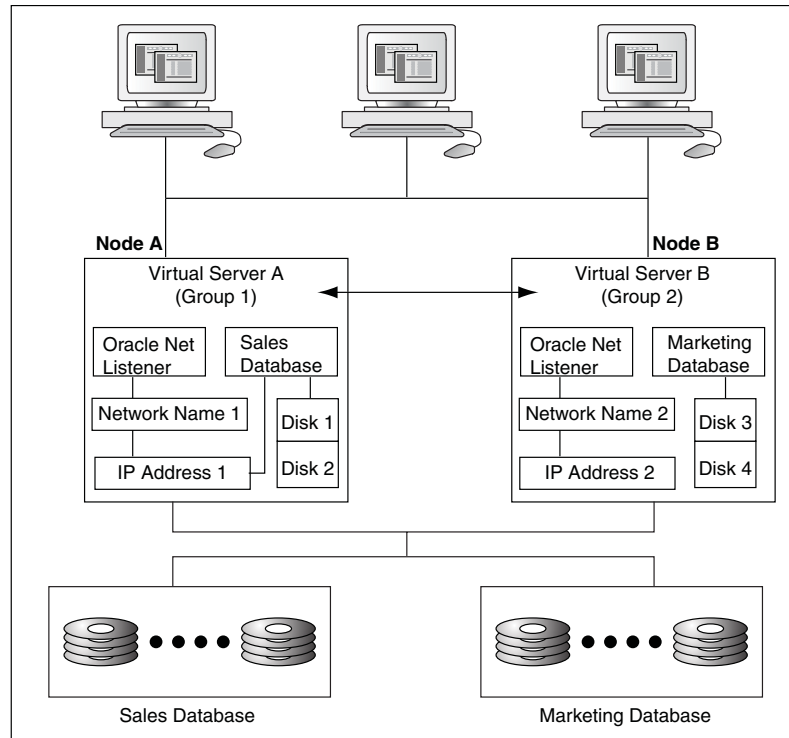 Node A
Node B
Virtual Server A
(Group 1)
Oracle Net
Listener
Sales
Database
Network Name 1
Disk 1
IP Address 1
Disk 2
Virtual Server B
(Group 2)
Oracle Net
Listener
Marketing
Database
Network Name 2
Disk 3
IP Address 2
Disk 4
Sales Database
Marketing Database